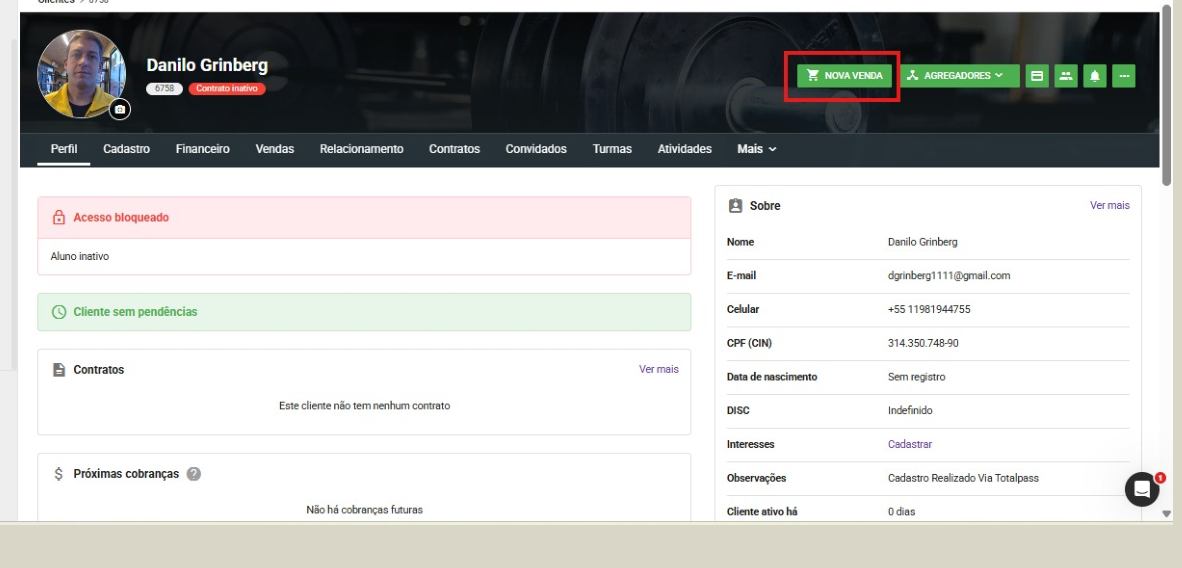 Clientes > 6758
Danilo Grinberg
6758 Contrato inativo
NOVA VENDA AGREGADORES
Perfil Cadastro Financeiro Vendas Relacionamento Contratos Convidados Turmas Atividades Mais
Acesso bloqueado
Aluno inativo
Cliente sem pendências
Contratos Ver mais
Este cliente não tem nenhum contrato
$ Próximas cobranças ?
Não há cobranças futuras
Sobre Ver mais
Nome Danilo Grinberg
E-mail dgrinberg1111@gmail.com
Celular +55 11981944755
CPF (CIN) 314.350.748-90
Data de nascimento Sem registro
DISC Indefinido
Interesses Cadastrar
Observações Cadastro Realizado Via Totalpass
Cliente ativo há 0 dias
1